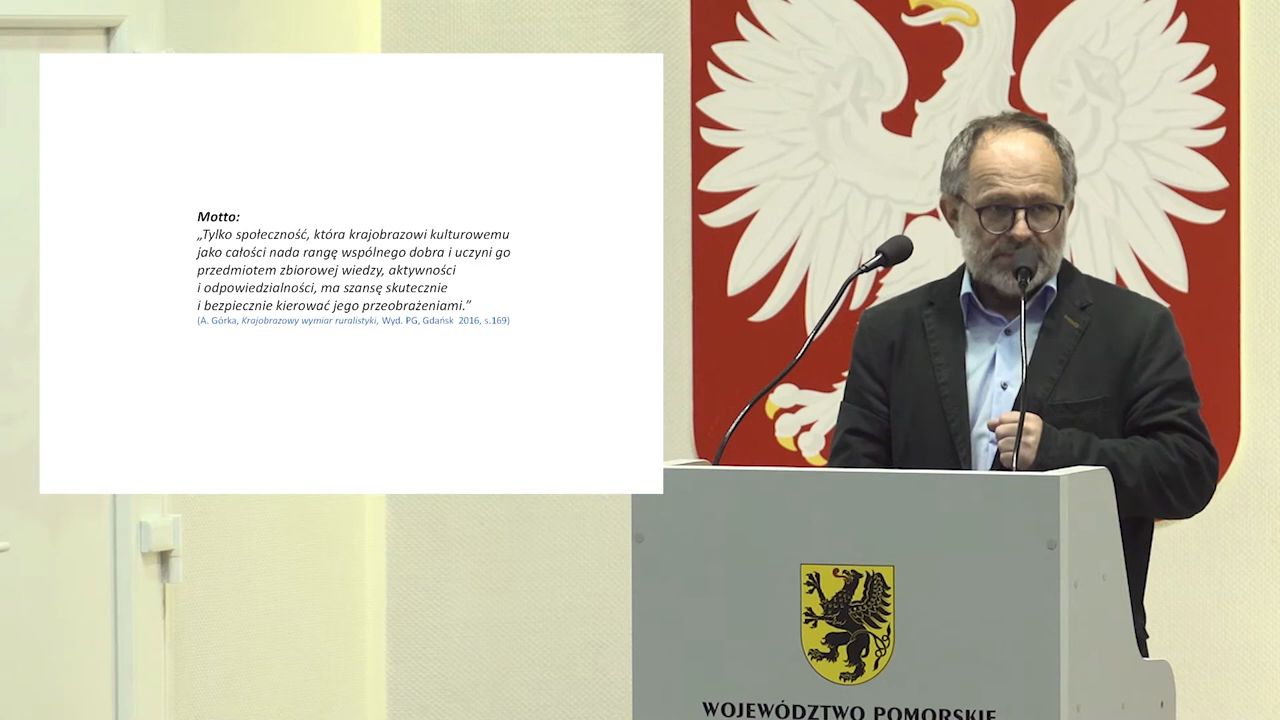 Motto:
„Tylko społeczność, która krajobrazowi kulturowemu
jako całości nada rangę wspólnego dobra i uczyni go
przedmiotem zbiorowej wiedzy, aktywności
i odpowiedzialności, ma szansę skutecznie
i bezpiecznie kierować jego przeobrażeniami.”
(A. Górka, Krajobrazowy wymiar ruralistyki, Wyd. PG, Gdańsk 2016, s.169)
WOJEWÓDZTWO POMORSKIE